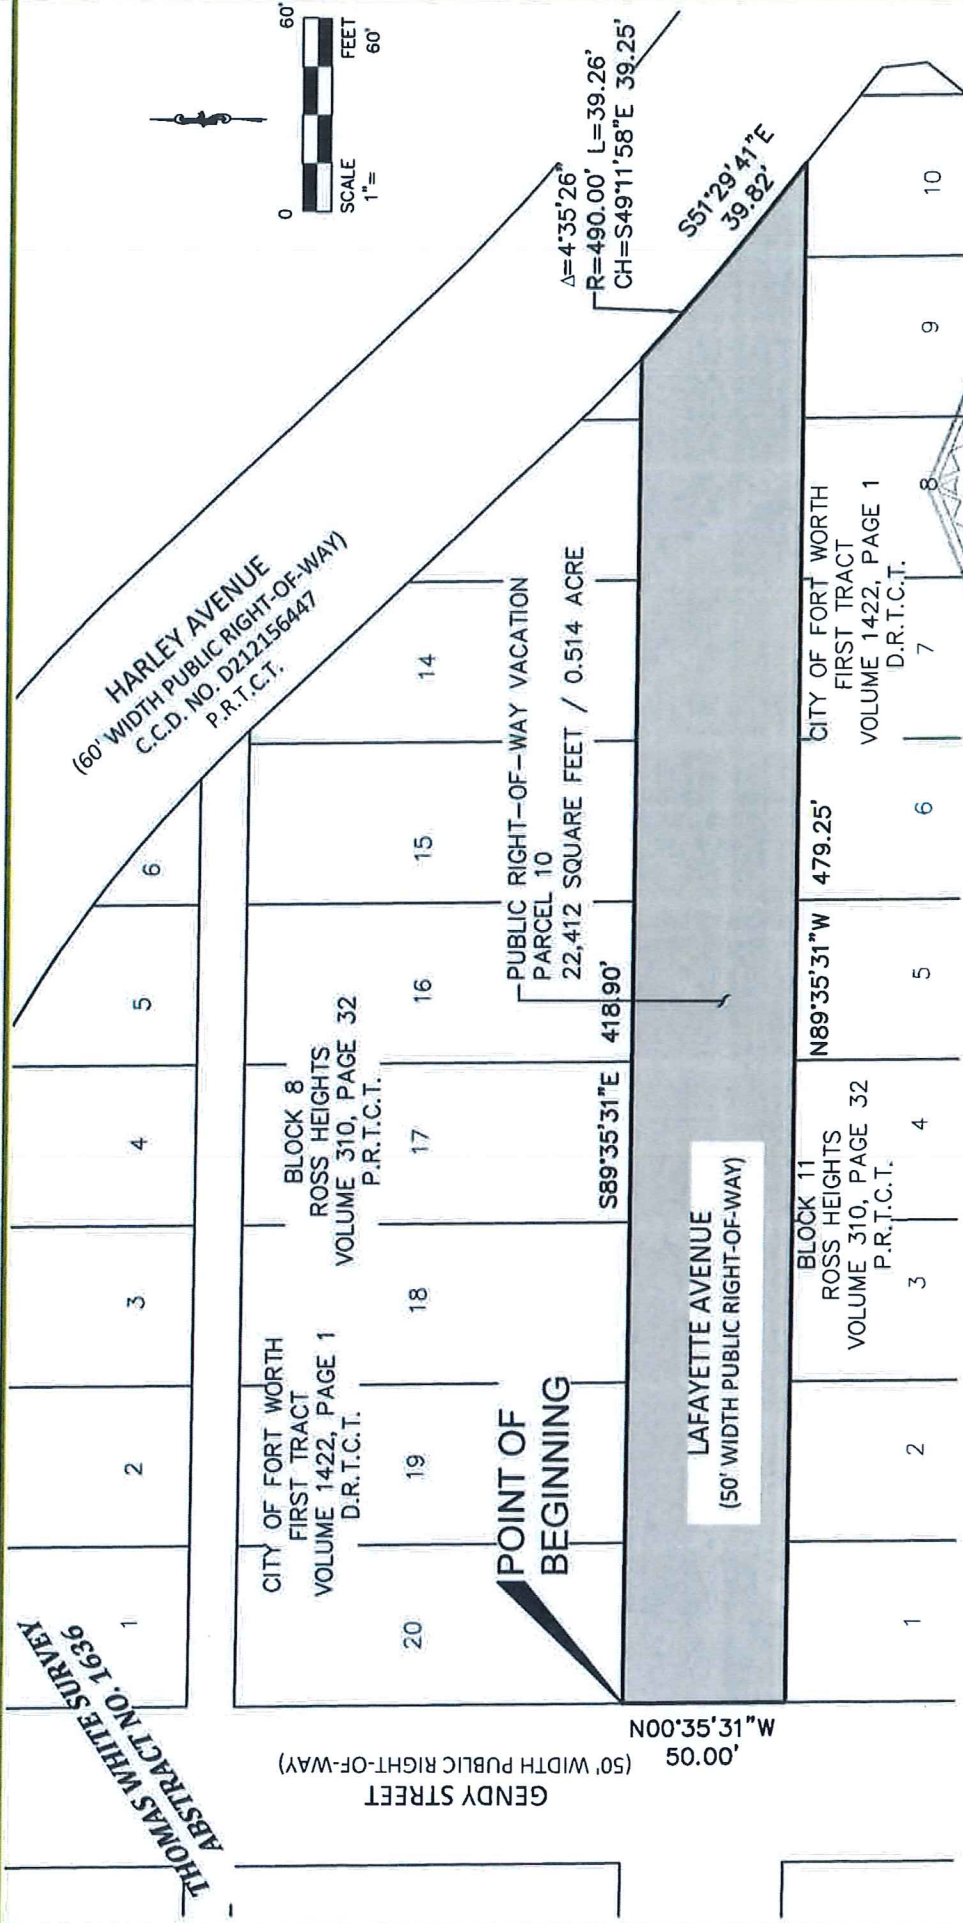 THOMAS WHITE SURVEY
ABSTRACT NO. 1636
1
2
3
4
5
6
HARLEY AVENUE
(60' WIDTH PUBLIC RIGHT-OF-WAY)
C.C.D. NO. D212156447
P.R.T.C.T.
0
60'
SCALE
FEET
1"=
60'
CITY OF FORT WORTH
FIRST TRACT
VOLUME 1422, PAGE 1
D.R.T.C.T.
BLOCK 8
ROSS HEIGHTS
VOLUME 310, PAGE 32
P.R.T.C.T.
20
19
18
17
16
15
14
GENDY STREET
(50' WIDTH PUBLIC RIGHT-OF-WAY)
POINT OF
BEGINNING
PUBLIC RIGHT-OF-WAY VACATION
PARCEL 10
22,412 SQUARE FEET / 0.514 ACRE
Δ=4°35'26"
R=490.00' L=39.26'
CH=S49°11'58"E 39.25'
S51°29'41"E
39.82'
S89°35'31"E 418.90'
N00°35'31"W
50.00'
LAFAYETTE AVENUE
(50' WIDTH PUBLIC RIGHT-OF-WAY)
N89°35'31"W 479.25'
BLOCK 11
ROSS HEIGHTS
VOLUME 310, PAGE 32
P.R.T.C.T.
CITY OF FORT WORTH
FIRST TRACT
VOLUME 1422, PAGE 1
D.R.T.C.T.
1
2
3
4
5
6
7
8
9
10